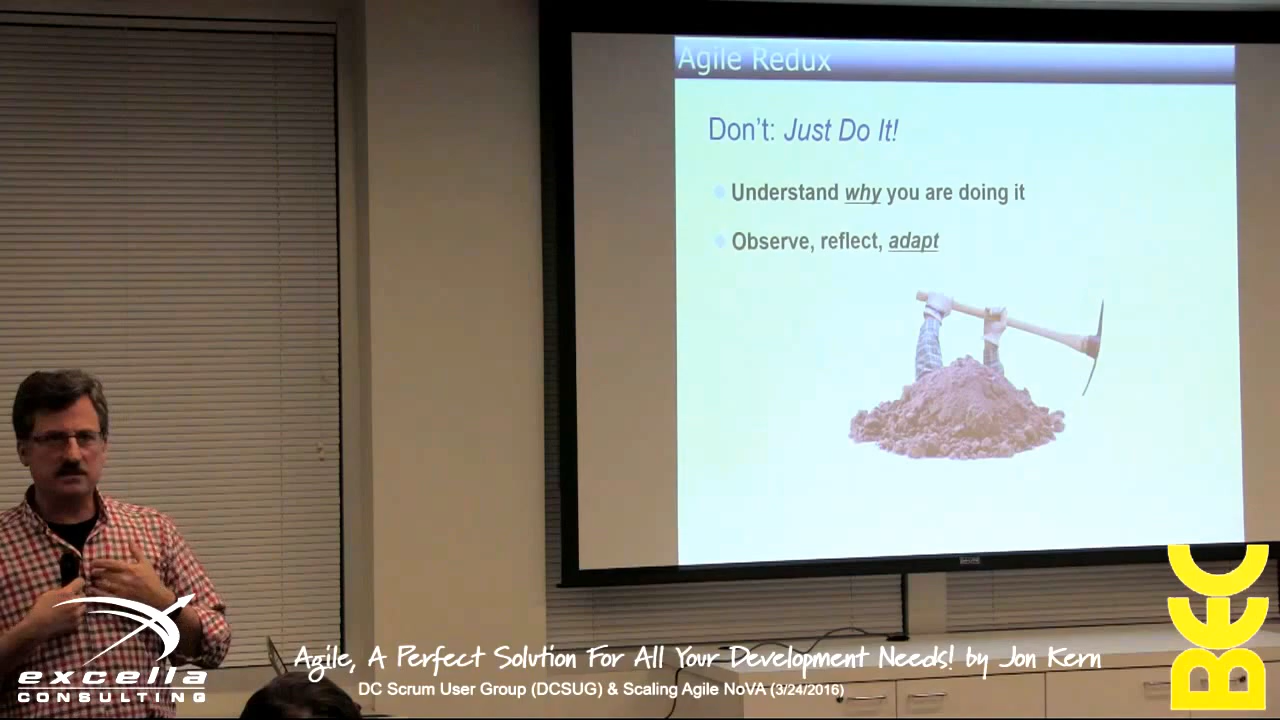 Agile Redux
Don't: Just Do It!
Understand why you are doing it
Observe, reflect, adapt
excella
CONSULTING
Agile, A Perfect Solution For All Your Development Needs! by Jon Kern
DC Scrum User Group (DCSUG) & Scaling Agile NoVA (3/24/2016)
BEC